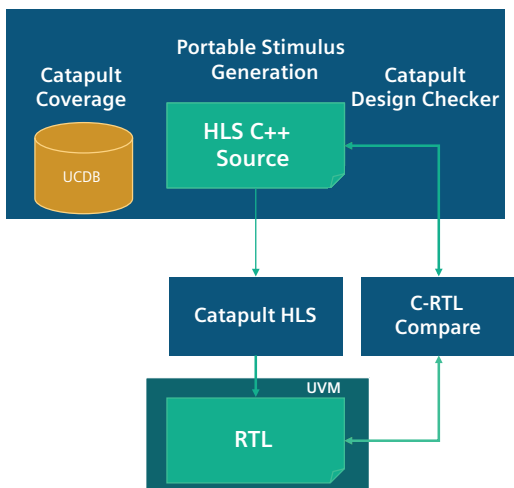 Portable Stimulus
Generation
Catapult
Coverage
Catapult
Design Checker
HLS C++
Source
UCDB
Catapult HLS
C-RTL
Compare
UVM
RTL